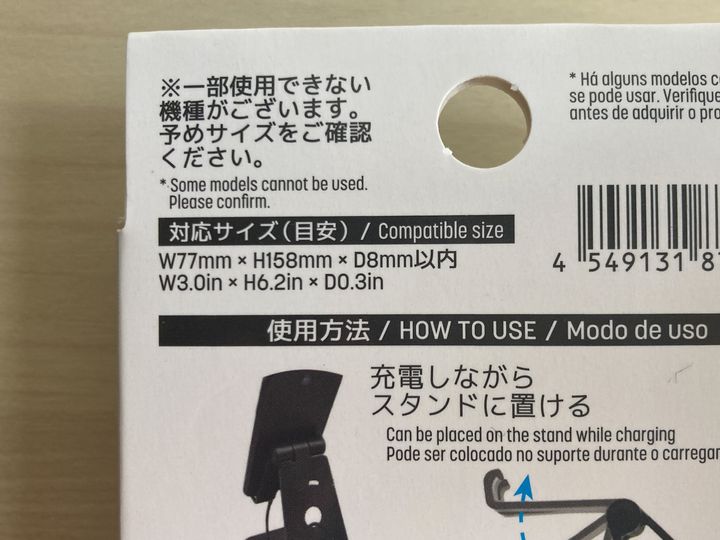 ※一部使用できない
機種がございます。
予めサイズをご確認
ください。
* Some models cannot be used.
Please confirm.
対応サイズ(目安) / Compatible size
W77mm × H158mm × D8mm以内
W3.0in × H6.2in × D0.3in
* Há alguns modelos
se pode usar. Verifique
antes de adquirir o
4 549131 8
使用方法 / HOW TO USE / Modo de uso
充電しながら
スタンドに置ける
Can be placed on the stand while charging
Pode ser colocado no suporte durante o